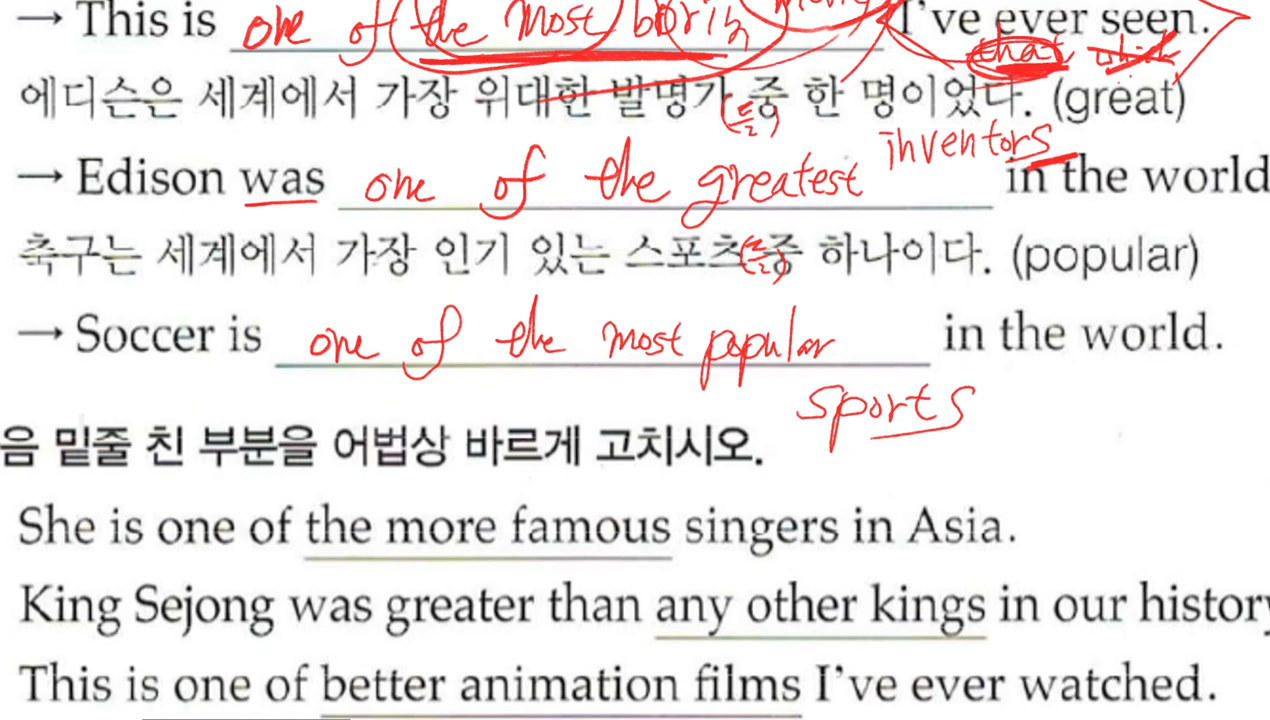 → This is one of the most borin I've ever seen.
that
에디슨은 세계에서 가장 위대한 발명가(들) 중 한 명이었다. (great)
→ Edison was one of the greatest inventors in the world
축구는 세계에서 가장 인기 있는 스포츠(들)중 하나이다. (popular)
→ Soccer is one of the most popular in the world.
sports
음 밑줄 친 부분을 어법상 바르게 고치시오.
She is one of the more famous singers in Asia.
King Sejong was greater than any other kings in our history
This is one of better animation films I've ever watched.